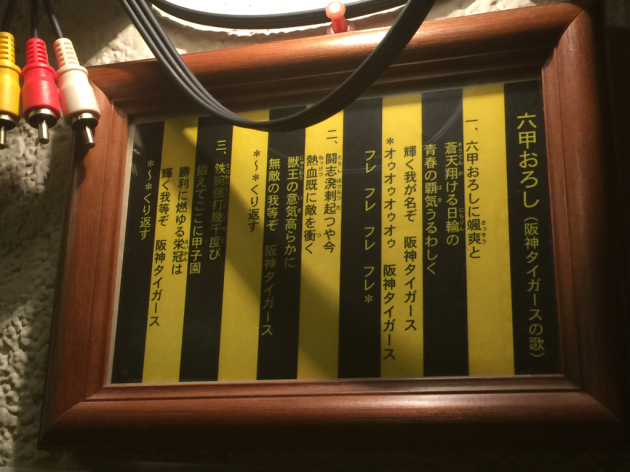 六甲おろし（阪神タイガースの歌）
一、六甲おろしに颯爽と
蒼天翔ける日輪の
青春の覇気うるわしく
輝く我が名ぞ　阪神タイガース
＊オゥオゥオゥオゥ　阪神タイガース
フレ　フレ　フレ　フレ＊
二、闘志溌剌起つや今
熱血既に敵を衝く
獣王の意気高らかに
無敵の我等ぞ　阪神タイガース
＊～＊くり返す
三、鉄腕強打幾千度び
鍛えてここに甲子園
勝利に燃ゆる栄冠は
輝く我等ぞ　阪神タイガース
＊～＊くり返す